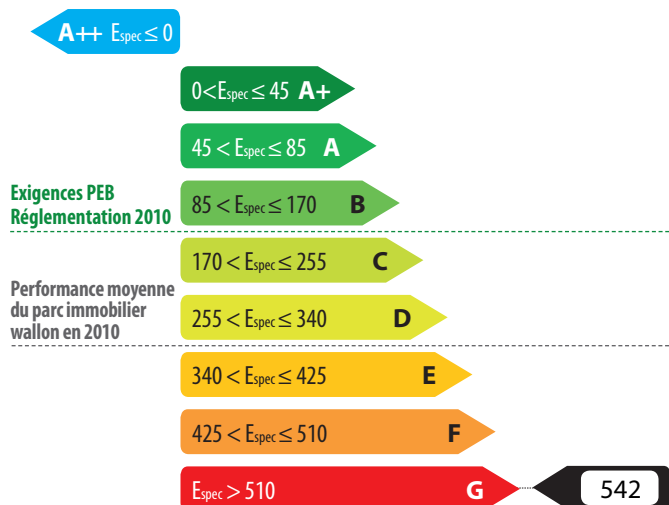 A++ Espec ≤ 0
0<Espec ≤ 45 A+
45 < Espec ≤ 85 A
Exigences PEB
Réglementation 2010
85 < Espec ≤ 170 B
170 < Espec ≤ 255 C
Performance moyenne
du parc immobilier
wallon en 2010
255 < Espec ≤ 340 D
340 < Espec ≤ 425 E
425 < Espec ≤ 510 F
Espec > 510 G
542